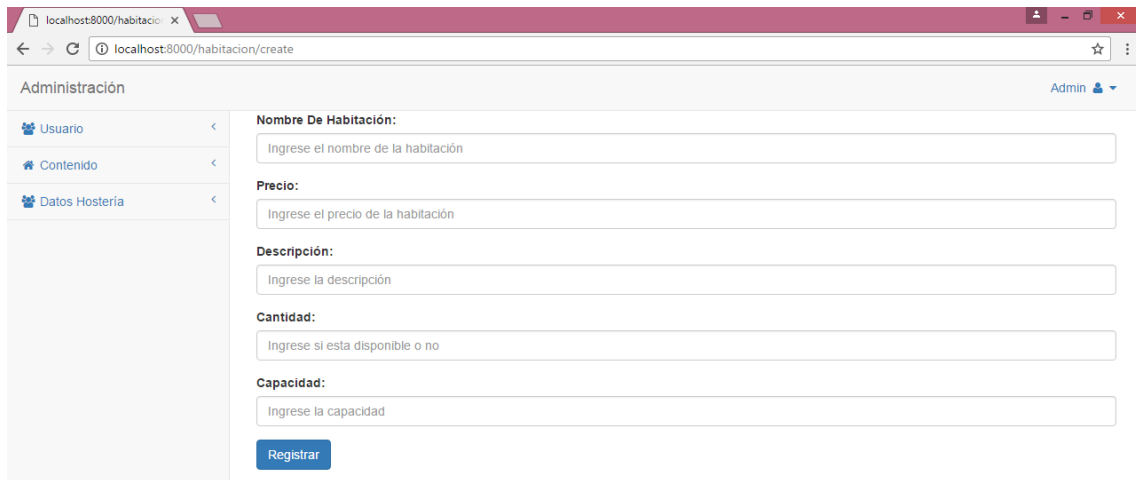 localhost:8000/habitacio
localhost:8000/habitacion/create
Administración
Admin
Usuario
Contenido
Datos Hostería
Nombre De Habitación:
Ingrese el nombre de la habitación
Precio:
Ingrese el precio de la habitación
Descripción:
Ingrese la descripción
Cantidad:
Ingrese si esta disponible o no
Capacidad:
Ingrese la capacidad
Registrar